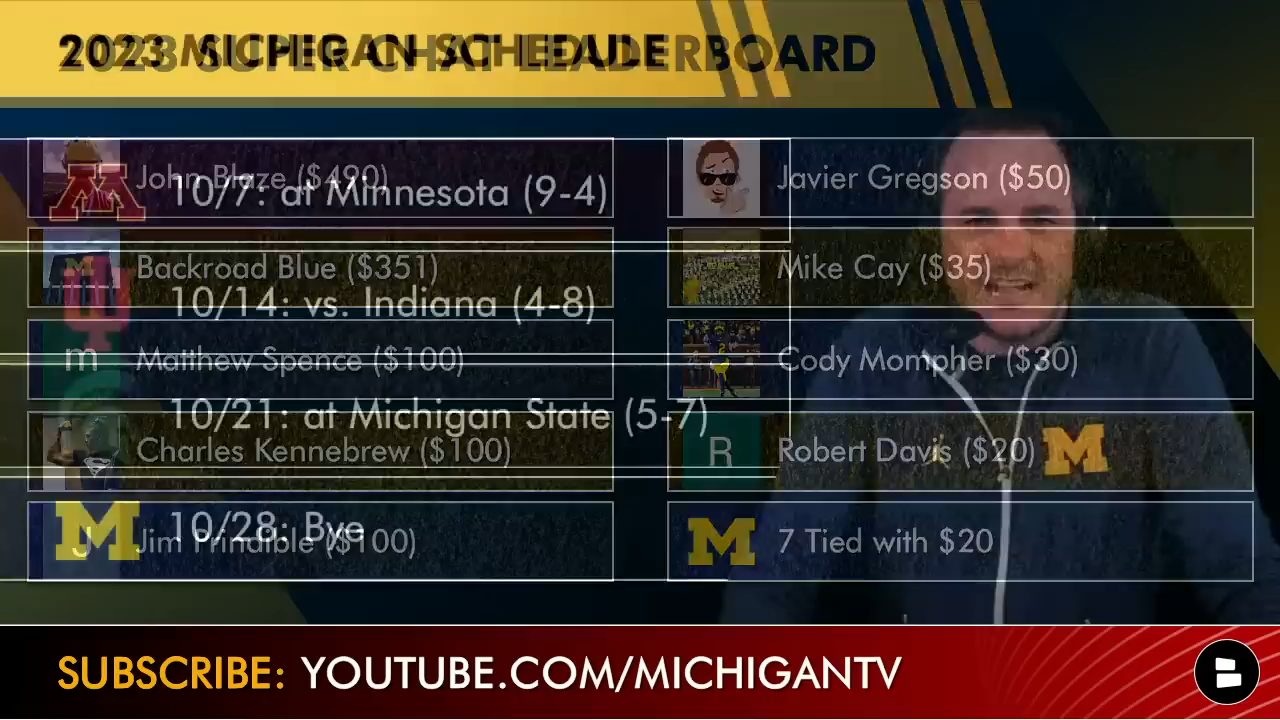 2023 MICHIGAN SCHEDULE
2023 SUPER CHAT LEADERBOARD
John Blaze ($490)
10/7: at Minnesota (9-4)
Backroad Blue ($351)
10/14: vs. Indiana (4-8)
m
Matthew Spence ($100)
10/21: at Michigan State (5-7)
Charles Kennebrew ($100)
M
10/28: Bye
J
Jim Prindible ($100)
Javier Gregson ($50)
Mike Cay ($35)
Cody Mompher ($30)
R
Robert Davis ($20)
M
M
7 Tied with $20
SUBSCRIBE: YOUTUBE.COM/MICHIGANTV